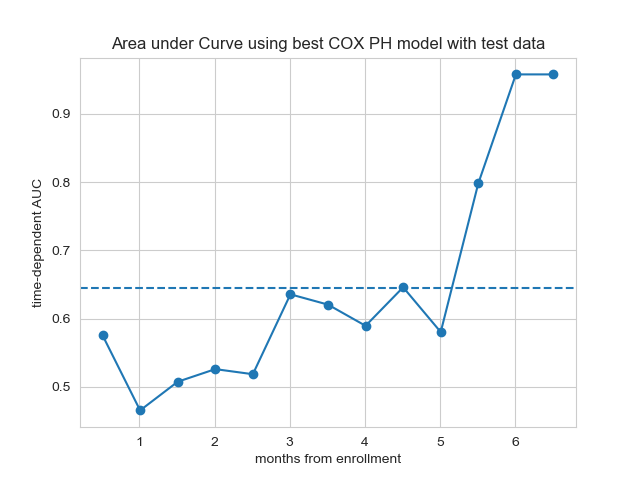 Area under Curve using best COX PH model with test data
time-dependent AUC
0.9
0.8
0.7
0.6
0.5
1 2 3 4 5 6
months from enrollment